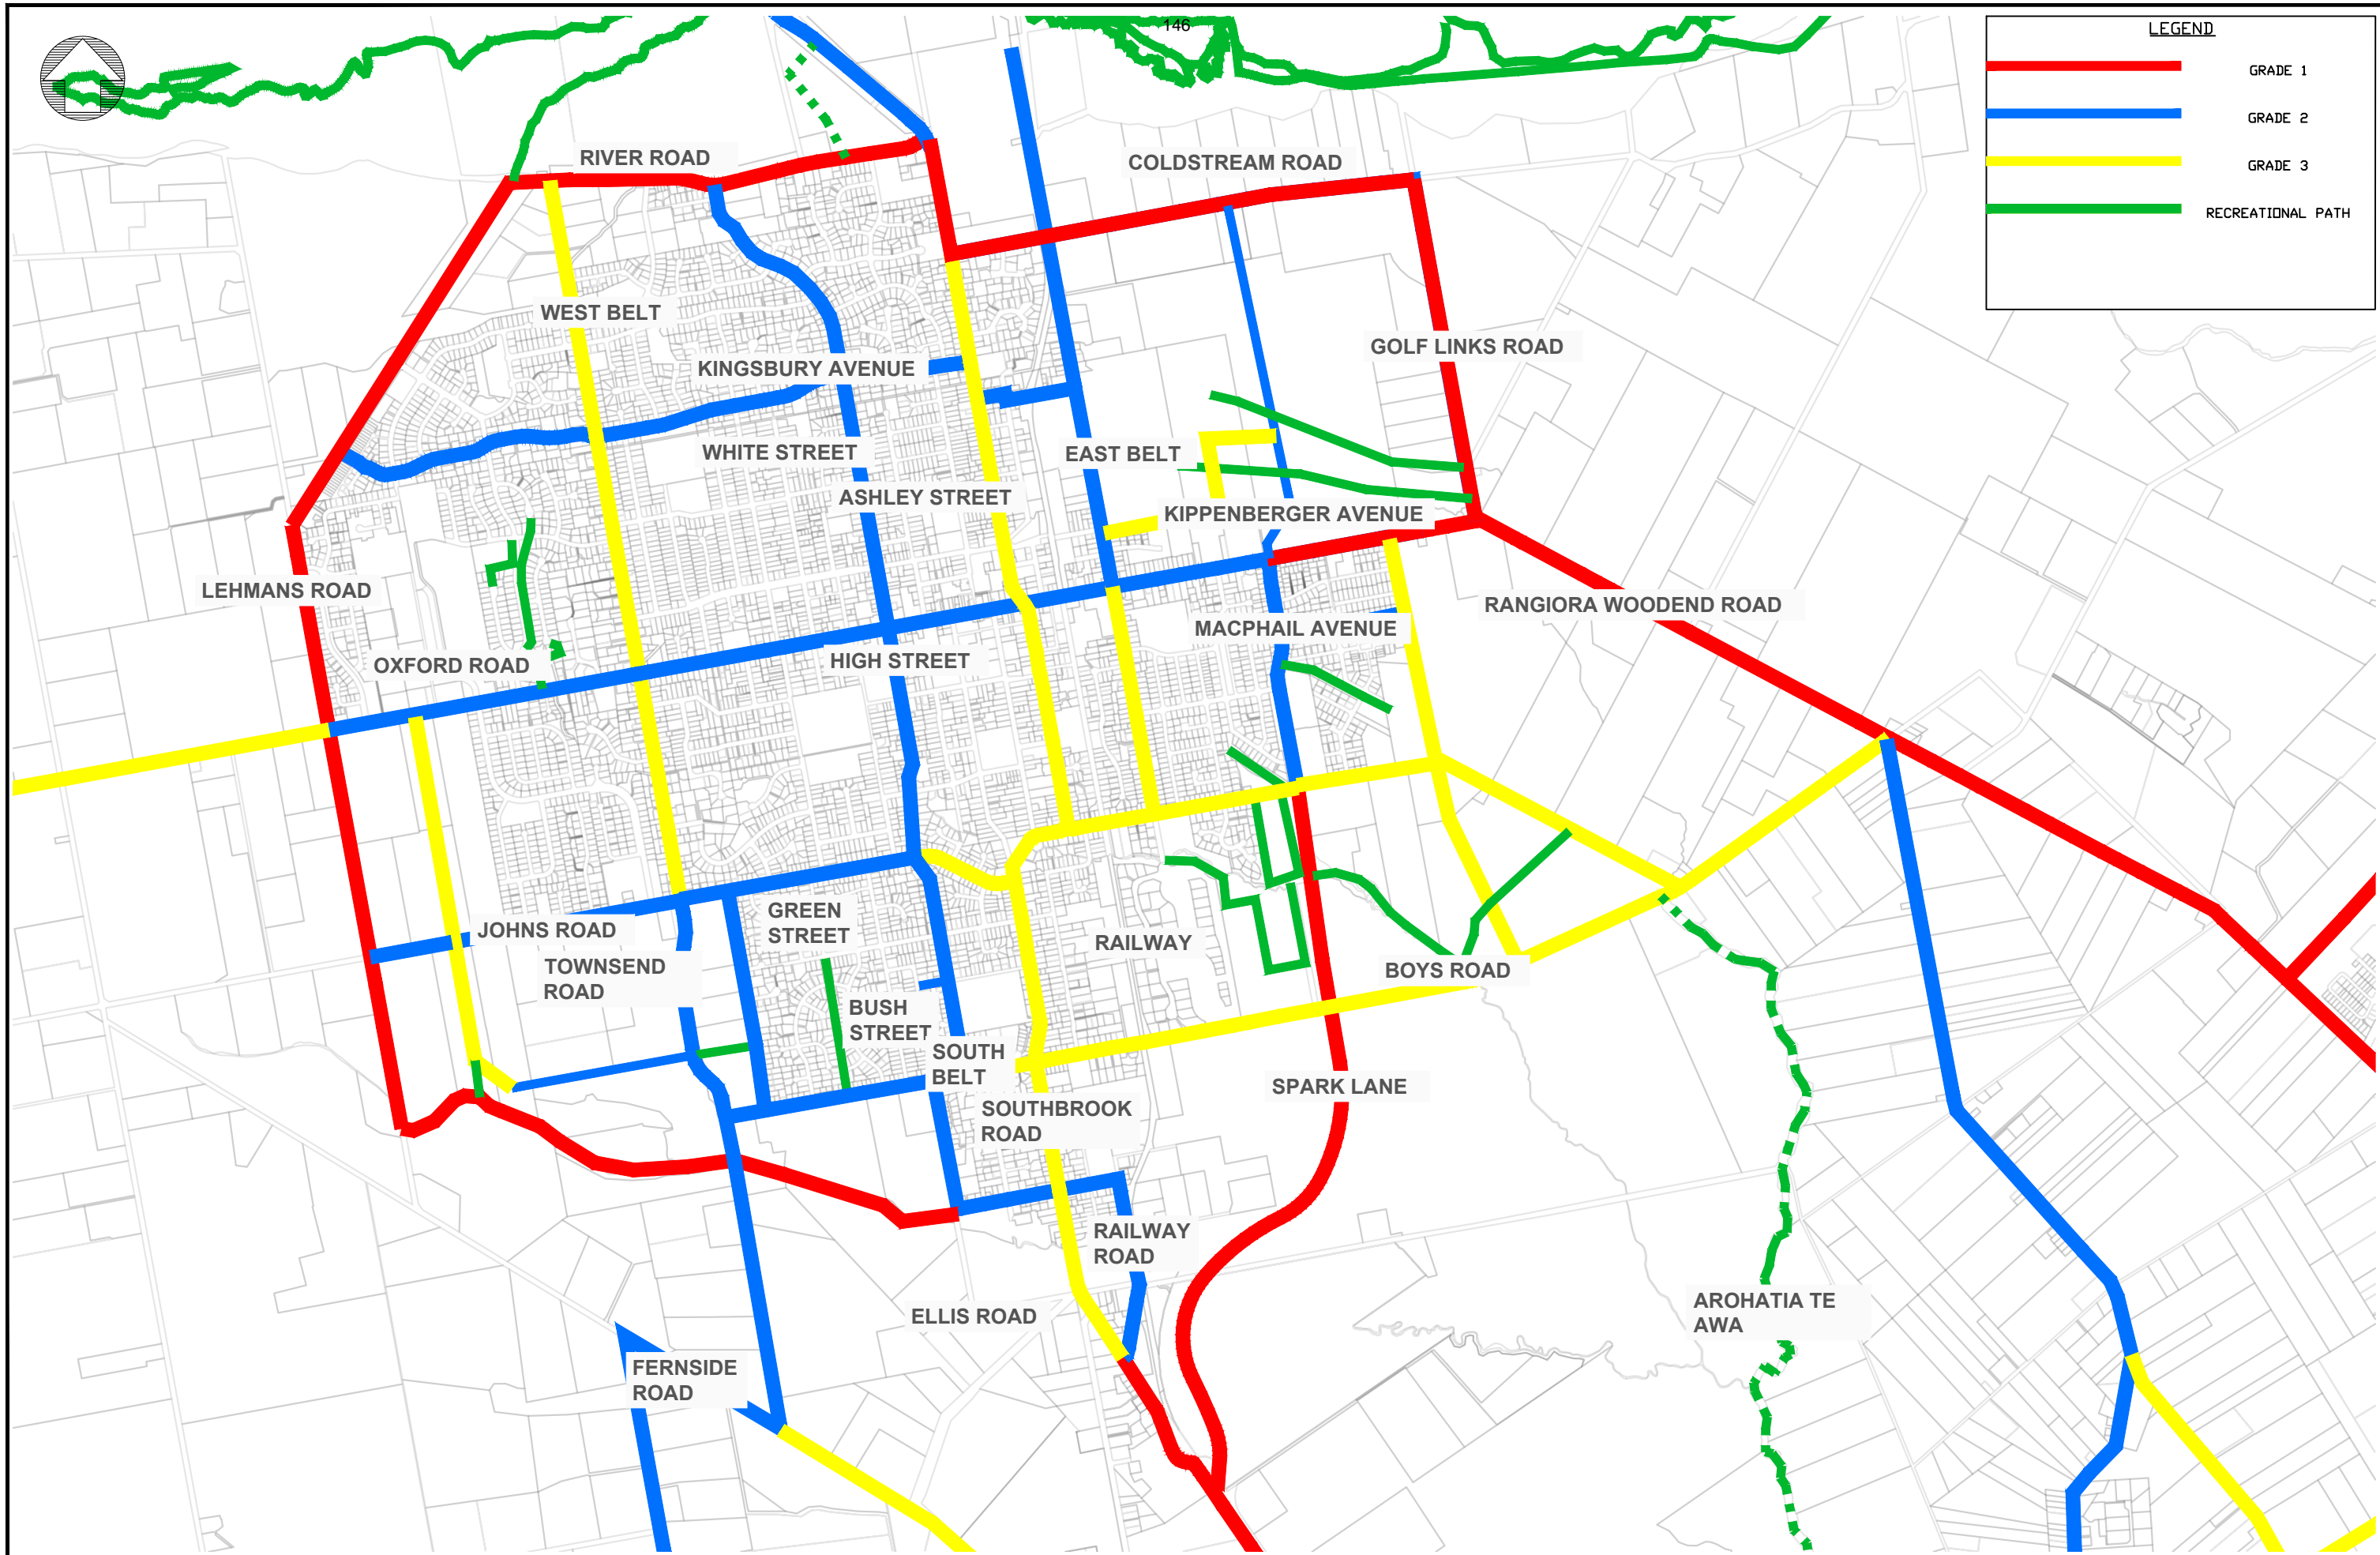 146
LEGEND
GRADE 1
GRADE 2
GRADE 3
RECREATIONAL PATH
RIVER ROAD
COLDSTREAM ROAD
WEST BELT
KINGSBURY AVENUE
GOLF LINKS ROAD
WHITE STREET
EAST BELT
ASHLEY STREET
KIPPENBERGER AVENUE
LEHMANS ROAD
RANGIORA WOODEND ROAD
MACPHAIL AVENUE
OXFORD ROAD
HIGH STREET
GREEN
STREET
JOHNS ROAD
RAILWAY
TOWNSEND
ROAD
BOYS ROAD
BUSH
STREET
SOUTH
BELT
SPARK LANE
SOUTHBROOK
ROAD
RAILWAY
ROAD
ELLIS ROAD
AROHATIA TE
AWA
FERNSIDE
ROAD